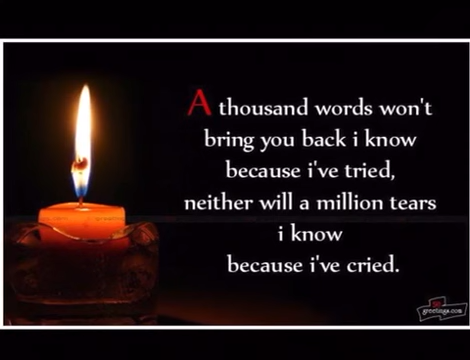 A thousand words won't
bring you back i know
because i've tried,
neither will a million tears
i know
because i've cried.
greetings.com